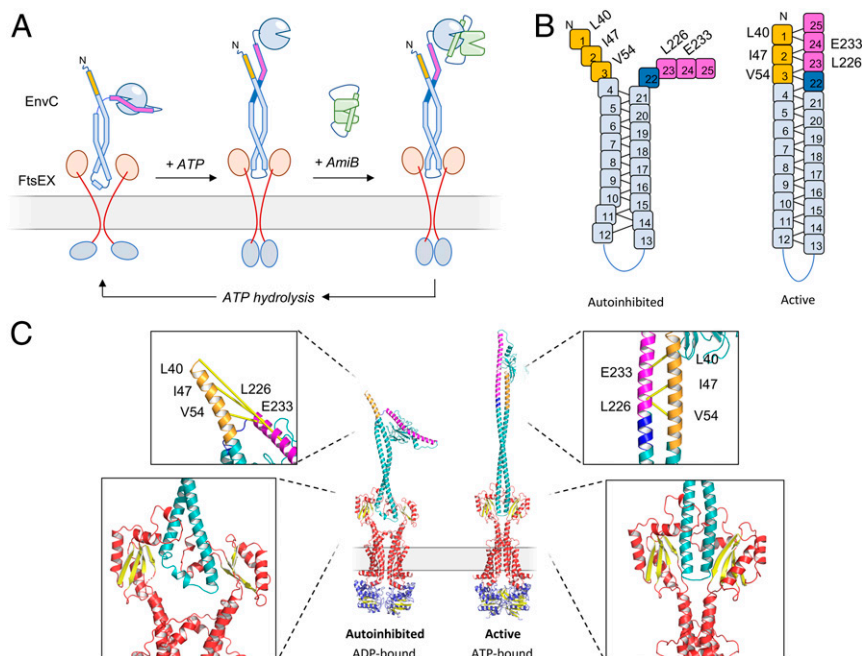 A
N
EnvC
FtsEX
+ ATP
N
+ AmiB
N
ATP hydrolysis
B
N
L40
I47
V54
1
2
3
4
5
6
7
8
9
10
11
12
L226
E233
22
23
24
25
21
20
19
18
17
16
15
14
13
Autoinhibited
N
L40
I47
V54
1
2
3
4
5
6
7
8
9
10
11
12
25
24
23
22
21
20
19
18
17
16
15
14
13
E233
L226
Active
C
L40
I47
V54
L226
E233
E233
L226
L40
I47
V54
Autoinhibited
ADP-bound
Active
ATP-bound